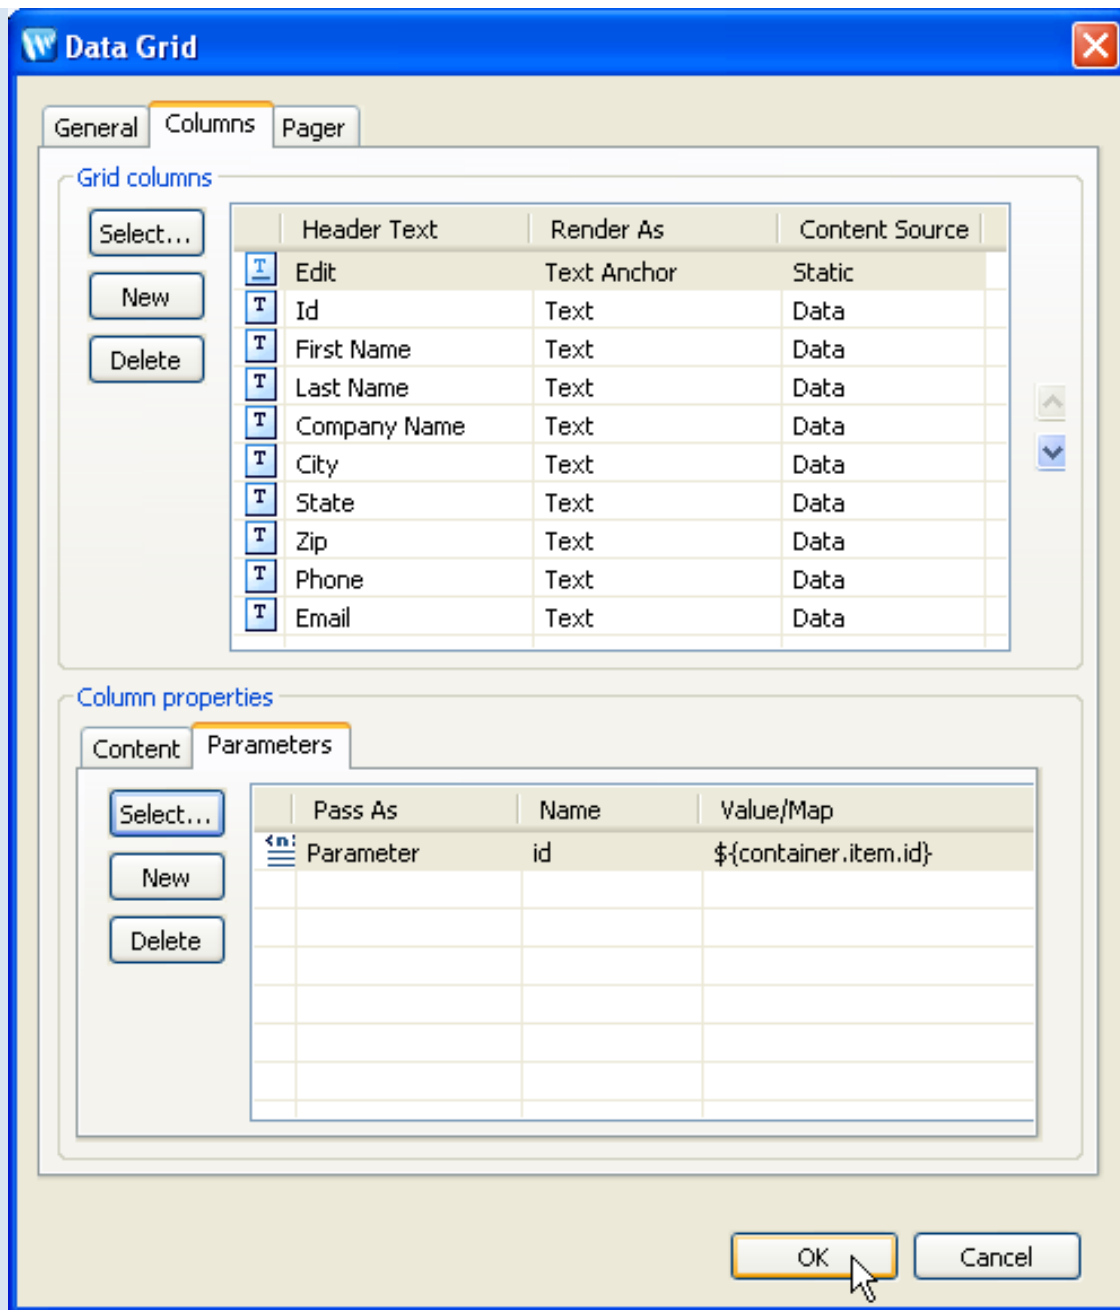 Data Grid
General Columns Pager
Grid columns
Select...
New
Delete
Header Text Render As Content Source
T Edit Text Anchor Static
T Id Text Data
T First Name Text Data
T Last Name Text Data
T Company Name Text Data
T City Text Data
T State Text Data
T Zip Text Data
T Phone Text Data
T Email Text Data
Column properties
Content Parameters
Select...
New
Delete
Pass As Name Value/Map
<n: Parameter id ${container.item.id}
OK Cancel